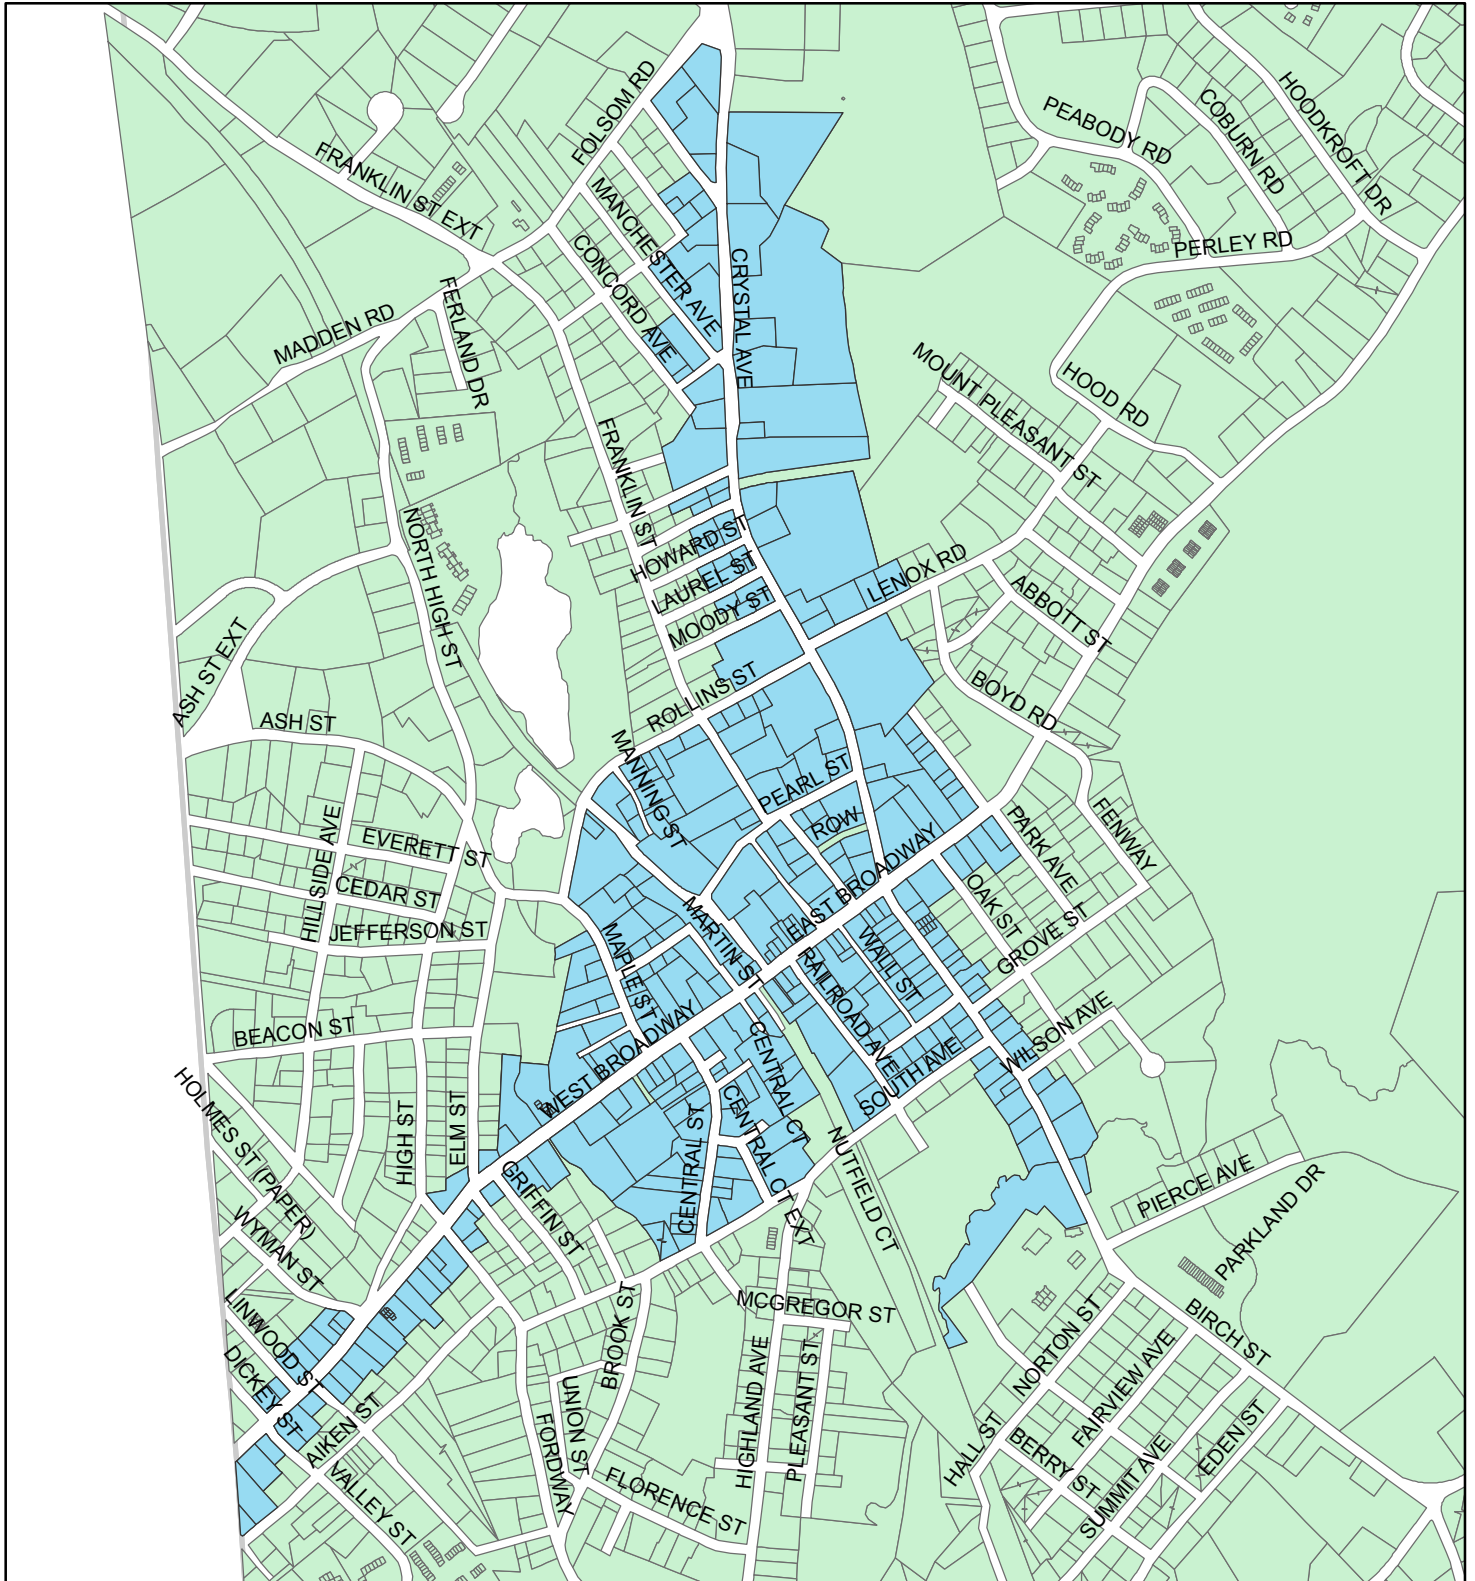 FOLSOM RD
HOODKROFT DR
COBURN RD
PEABODY RD
FRANKLIN ST EXT
MANCHESTER AVE
CONCORD AVE
CRYSTAL AVE
PERLEY RD
FERLAND DR
MADDEN RD
MOUNT PLEASANT ST
HOOD RD
FRANKLIN ST
NORTH HIGH ST
HOWARD ST
LAUREL ST
MOODY ST
LENOX RD
ABBOTT ST
ASH ST EXT
ASH ST
ROLLINS ST
BOYD RD
MANNING ST
PEARL ST
ROW
HILLSIDE AVE
EVERETT ST
CEDAR ST
JEFFERSON ST
PARK AVE
FENWAY
EAST BROADWAY
OAK ST
GROVE ST
MARTIN ST
MAPLE ST
WALL ST
RAILROAD AVE
BEACON ST
WEST BROADWAY
CENTRAL CT
SOUTH AVE
WILSON AVE
HOLMES ST (PAPER)
HIGH ST
ELM ST
CENTRAL ST
CENTRAL CT EXT
NUTFIELD CT
GRIFFIN ST
PIERCE AVE
PARKLAND DR
WYMAN ST
LINWOOD ST
DICKEY ST
AIKEN ST
VALLEY ST
BROOK ST
UNION ST
FORDWAY
FLORENCE ST
MCGREGOR ST
HIGHLAND AVE
PLEASANT ST
NORTON ST
BIRCH ST
FAIRVIEW AVE
HALL ST
BERRY ST
SUMMIT AVE
EDEN ST